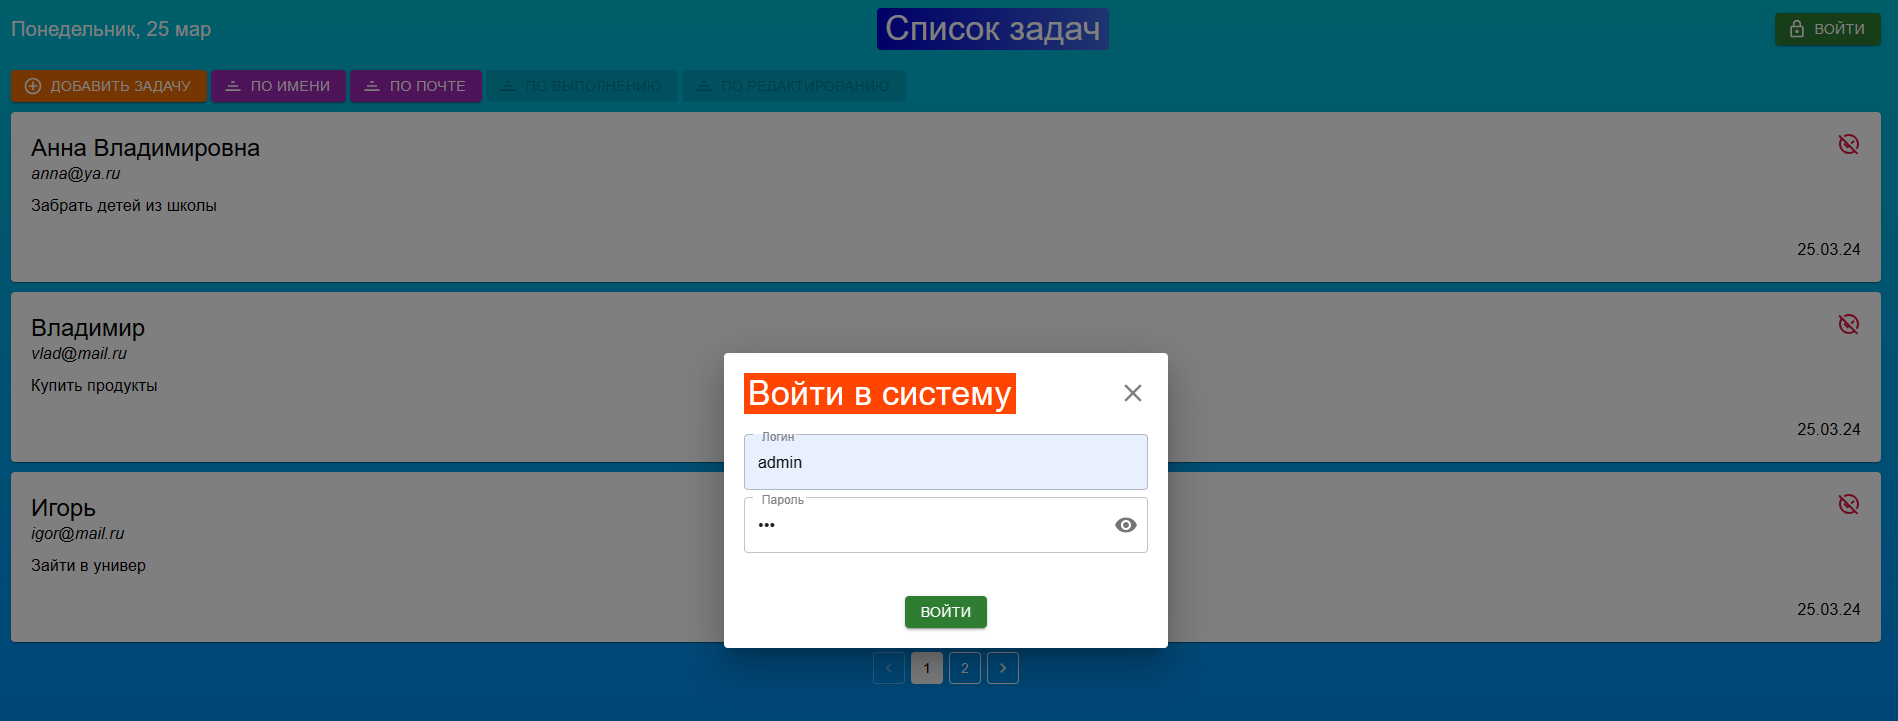 Понедельник, 25 мар
Список задач
ВОЙТИ
ДОБАВИТЬ ЗАДАЧУ
ПО ИМЕНИ
ПО ПОЧТЕ
ПО ВЫПОЛНЕНИЮ
ПО РЕДАКТИРОВАНИЮ
Анна Владимировна
anna@ya.ru
Забрать детей из школы
25.03.24
Владимир
vlad@mail.ru
Купить продукты
25.03.24
Игорь
igor@mail.ru
Зайти в универ
25.03.24
Войти в систему
Логин
admin
Пароль
•••
ВОЙТИ
1
2